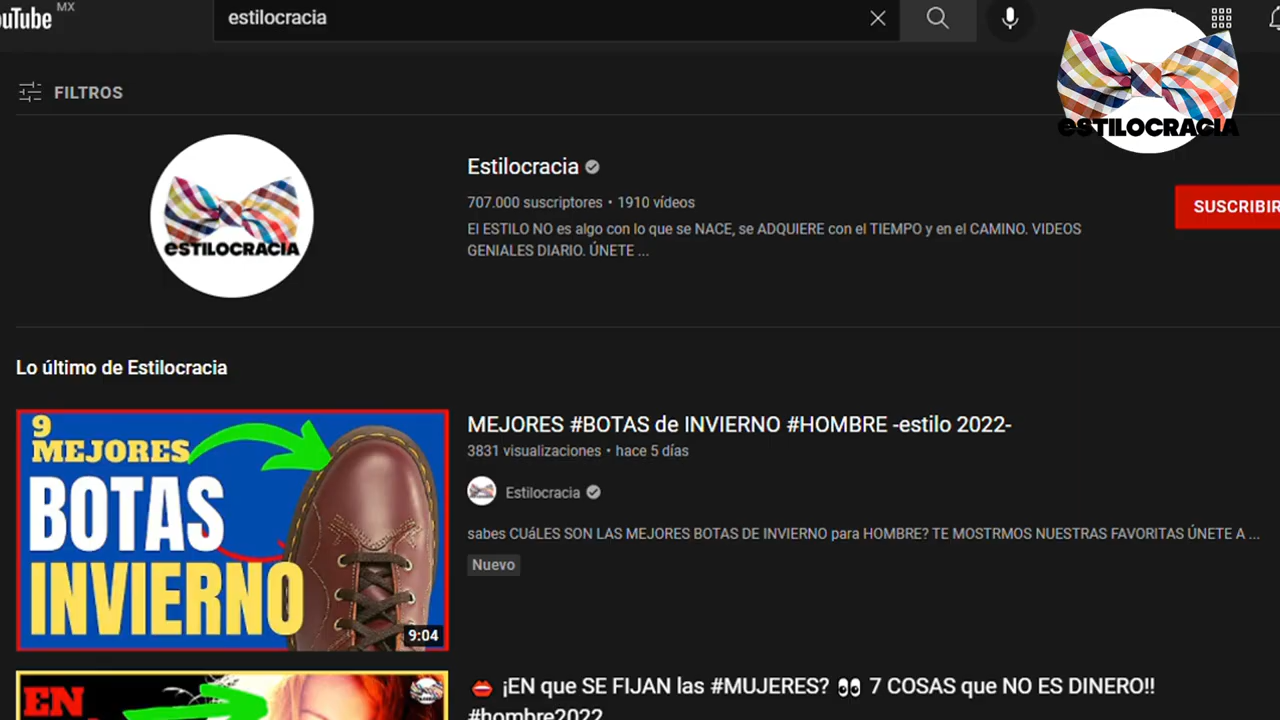 ouTube MX
estilocracia
FILTROS
eSTILOCRACIA
eSTILOCRACIA
Estilocracia
707.000 suscriptores • 1910 vídeos
El ESTILO NO es algo con lo que se NACE, se ADQUIERE con el TIEMPO y en el CAMINO. VIDEOS
GENIALES DIARIO. ÚNETE ...
SUSCRIBIR
Lo último de Estilocracia
9
MEJORES
BOTAS
INVIERNO
9:04
MEJORES #BOTAS de INVIERNO #HOMBRE -estilo 2022-
3831 visualizaciones • hace 5 días
Estilocracia
sabes CUáLES SON LAS MEJORES BOTAS DE INVIERNO para HOMBRE? TE MOSTRMOS NUESTRAS FAVORITAS ÚNETE A ...
Nuevo
EN
¡EN que SE FIJAN las #MUJERES? 👀 7 COSAS que NO ES DINERO!!
#hombre2022